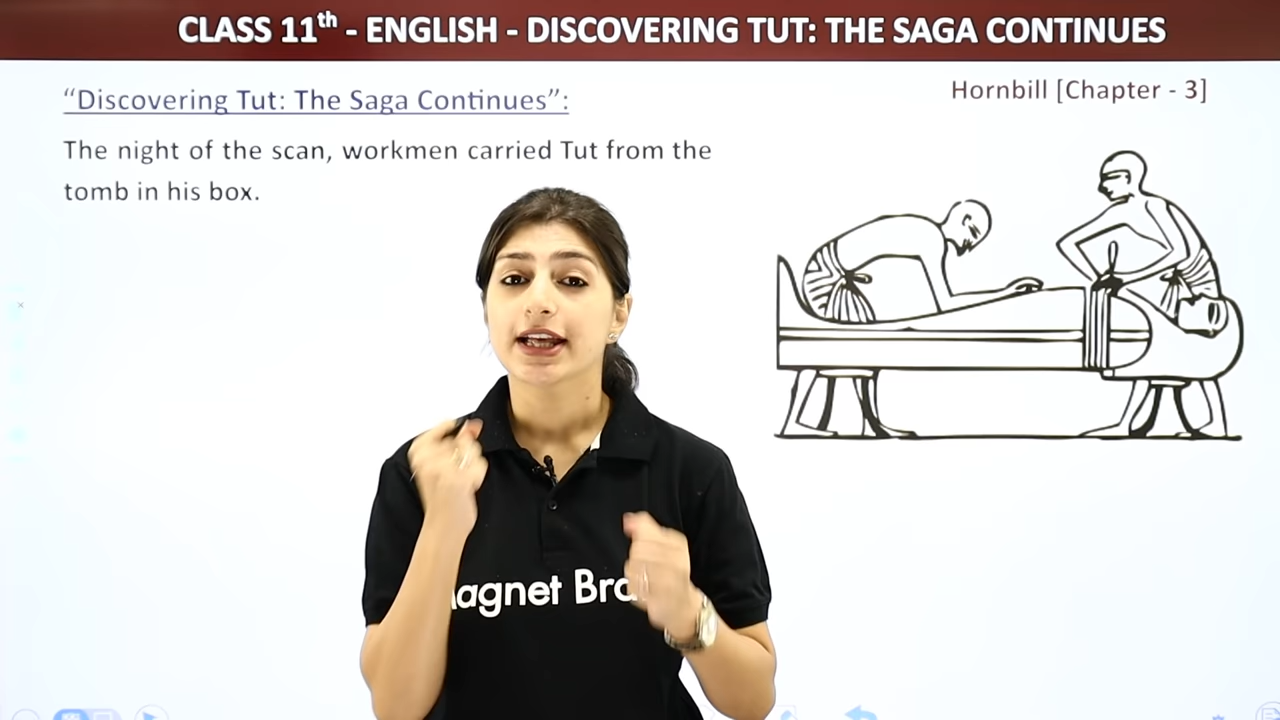 CLASS 11th - ENGLISH - DISCOVERING TUT: THE SAGA CONTINUES
“Discovering Tut: The Saga Continues”:
Hornbill [Chapter - 3]
The night of the scan, workmen carried Tut from the
tomb in his box.
agnet Bra